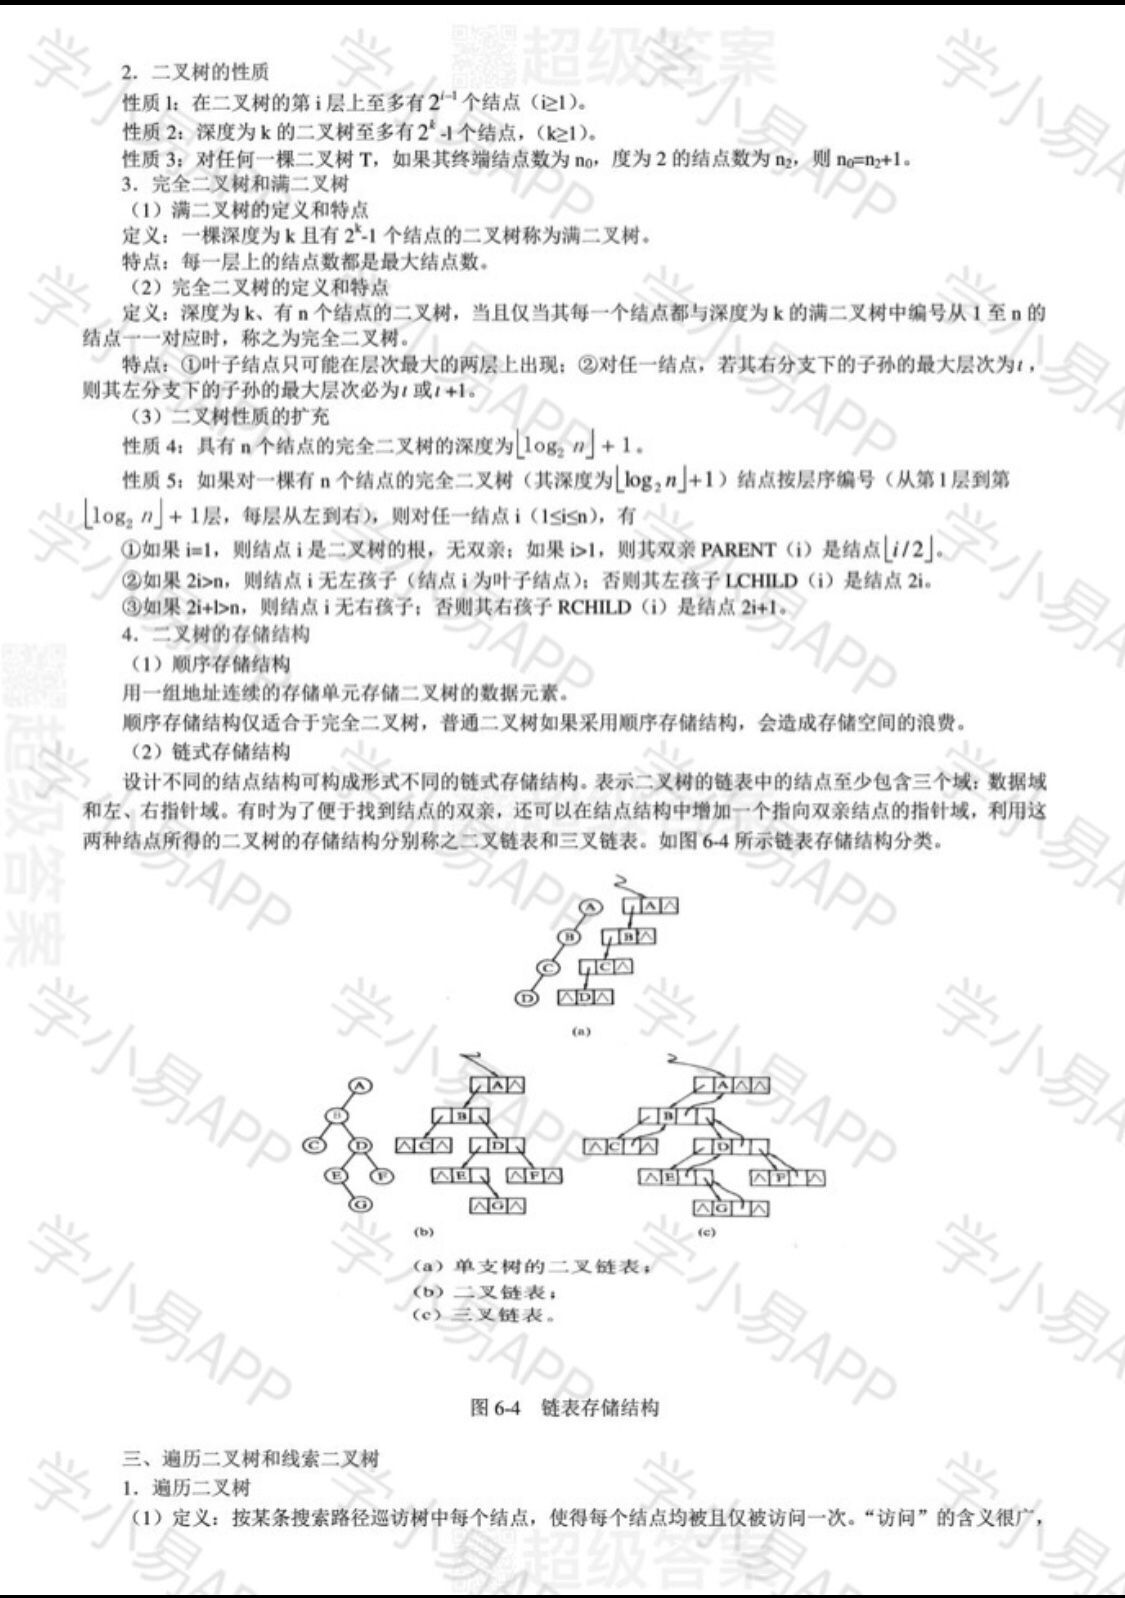 2．二叉树的性质
性质 1：在二叉树的第 i 层上至多有 2^{i-1} 个结点（i≥1）。
性质 2：深度为 k 的二叉树至多有 2^k -1 个结点，（k≥1）。
性质 3：对任何一棵二叉树 T，如果其终端结点数为 n₀，度为 2 的结点数为 n₂，则 n₀=n₂+1。
3．完全二叉树和满二叉树
（1）满二叉树的定义和特点
定义：一棵深度为 k 且有 2^k-1 个结点的二叉树称为满二叉树。
特点：每一层上的结点数都是最大结点数。
（2）完全二叉树的定义和特点
定义：深度为 k、有 n 个结点的二叉树，当且仅当其每一个结点都与深度为 k 的满二叉树中编号从 1 至 n 的
结点一一对应时，称之为完全二叉树。
特点：①叶子结点只可能在层次最大的两层上出现；②对任一结点，若其右分支下的子孙的最大层次为 l，
则其左分支下的子孙的最大层次必为 l 或 l +1。
（3）二叉树性质的扩充
性质 4：具有 n 个结点的完全二叉树的深度为⌊log₂ n⌋ + 1。
性质 5：如果对一棵有 n 个结点的完全二叉树（其深度为⌊log₂ n⌋+1）结点按层序编号（从第 1 层到第
⌊log₂ n⌋ + 1层，每层从左到右），则对任一结点 i（1≤i≤n），有
①如果 i=1，则结点 i 是二叉树的根，无双亲；如果 i>1，则其双亲 PARENT（i）是结点⌊i/2⌋。
②如果 2i>n，则结点 i 无左孩子（结点 i 为叶子结点）；否则其左孩子 LCHILD（i）是结点 2i。
③如果 2i+1>n，则结点 i 无右孩子；否则其右孩子 RCHILD（i）是结点 2i+1。
4．二叉树的存储结构
（1）顺序存储结构
用一组地址连续的存储单元存储二叉树的数据元素。
顺序存储结构仅适合于完全二叉树，普通二叉树如果采用顺序存储结构，会造成存储空间的浪费。
（2）链式存储结构
设计不同的结点结构可构成形式不同的链式存储结构。表示二叉树的链表中的结点至少包含三个域：数据域
和左、右指针域。有时为了便于找到结点的双亲，还可以在结点结构中增加一个指向双亲结点的指针域，利用这
两种结点所得的二叉树的存储结构分别称之二叉链表和三叉链表。如图 6-4 所示链表存储结构分类。
A A∧
B B∧
C C∧
D ∧D∧
(a)
A A∧ A∧∧
B B B
C D ∧C∧ D ∧C∧ D
E F ∧E ∧F∧ ∧E ∧F∧
G ∧G∧ ∧G∧
(b) (c)
(a) 单支树的二叉链表；
(b) 二叉链表；
(c) 三叉链表。
图 6-4 链表存储结构
三、遍历二叉树和线索二叉树
1．遍历二叉树
（1）定义：按某条搜索路径巡访树中每个结点，使得每个结点均被且仅被访问一次。“访问”的含义很广，
超级答案
学小易APP